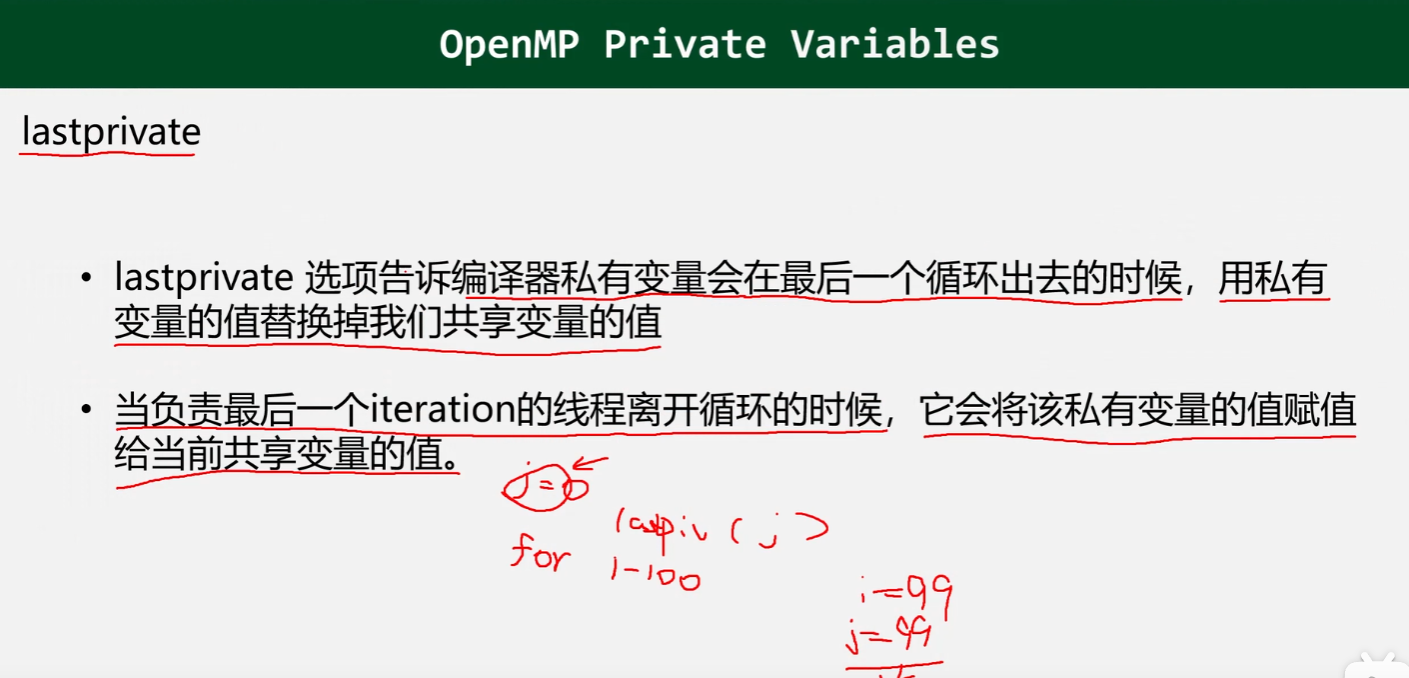 OpenMP Private Variables
lastprivate
• lastprivate 选项告诉编译器私有变量会在最后一个循环出去的时候，用私有
变量的值替换掉我们共享变量的值
• 当负责最后一个iteration的线程离开循环的时候，它会将该私有变量的值赋值
给当前共享变量的值。
j=0
(j)
for 1-100
i=99
j=99